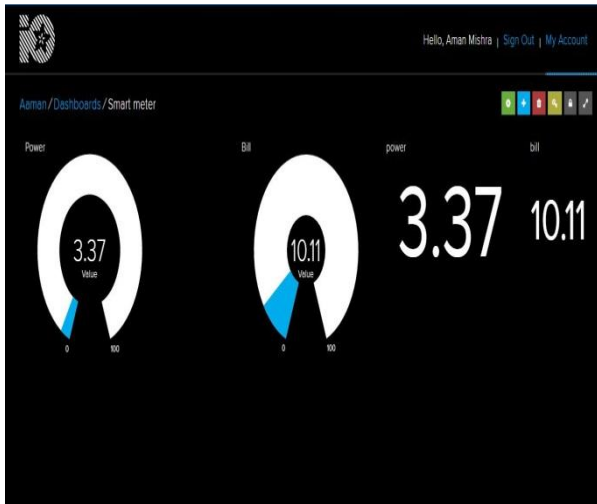 io
Hello, Aman Mishra | Sign Out | My Account
Aaman / Dashboards / Smart meter
Power
Bill
power
bill
3.37
Value
0
100
10.11
Value
0
100
3.37
10.11